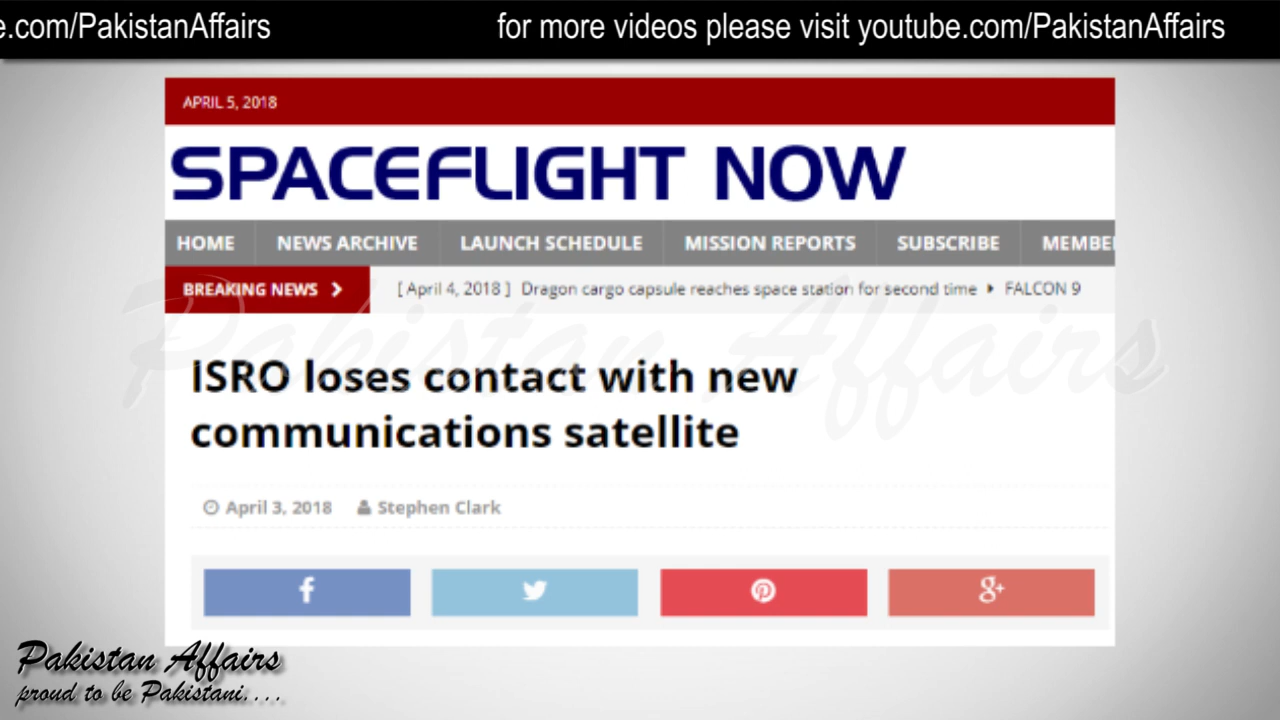 e.com/PakistanAffairs for more videos please visit youtube.com/PakistanAffairs
APRIL 5, 2018
SPACEFLIGHT NOW
HOME NEWS ARCHIVE LAUNCH SCHEDULE MISSION REPORTS SUBSCRIBE MEMBE
BREAKING NEWS [ April 4, 2018 ] Dragon cargo capsule reaches space station for second time FALCON 9
Pakistan Affairs
ISRO loses contact with new
communications satellite
April 3, 2018 Stephen Clark
Pakistan Affairs
proud to be Pakistani....